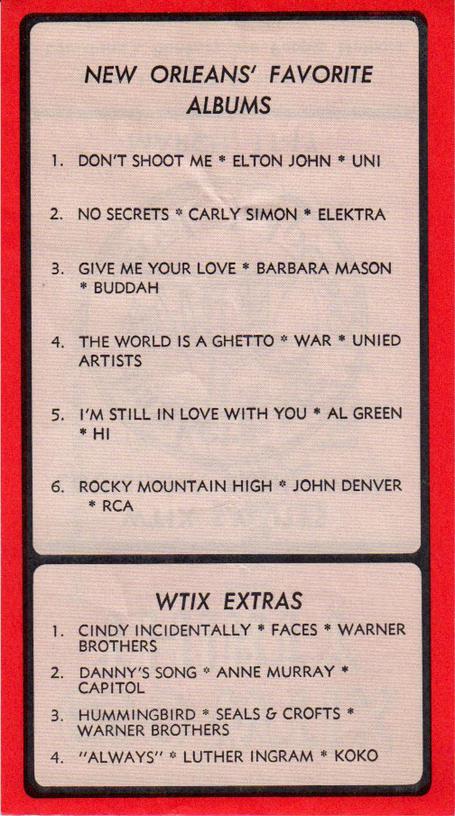 NEW ORLEANS' FAVORITE
ALBUMS
1. DON'T SHOOT ME * ELTON JOHN * UNI
2. NO SECRETS * CARLY SIMON * ELEKTRA
3. GIVE ME YOUR LOVE * BARBARA MASON
* BUDDAH
4. THE WORLD IS A GHETTO * WAR * UNIED
ARTISTS
5. I'M STILL IN LOVE WITH YOU * AL GREEN
* HI
6. ROCKY MOUNTAIN HIGH * JOHN DENVER
* RCA
WTIX EXTRAS
1. CINDY INCIDENTALLY * FACES * WARNER
BROTHERS
2. DANNY'S SONG * ANNE MURRAY *
CAPITOL
3. HUMMINGBIRD * SEALS & CROFTS *
WARNER BROTHERS
4. "ALWAYS" * LUTHER INGRAM * KOKO